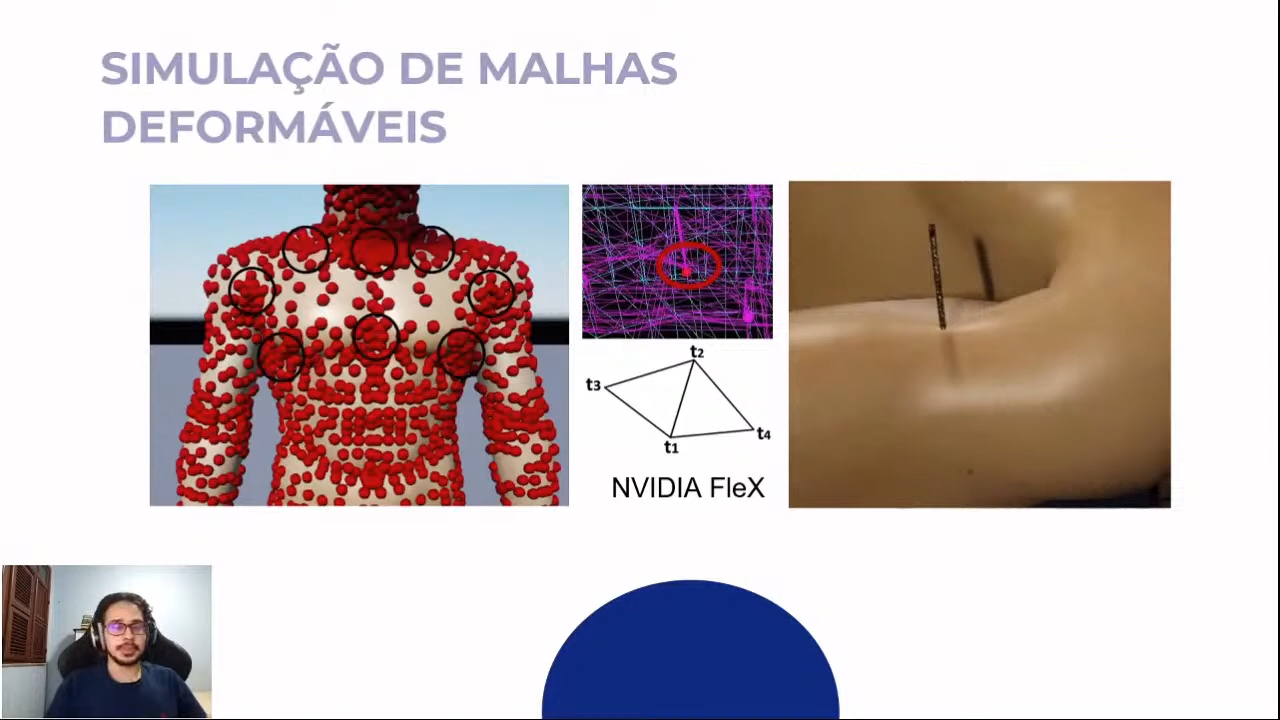 SIMULAÇÃO DE MALHAS
DEFORMÁVEIS
t2
t3
t4
t1
NVIDIA FleX